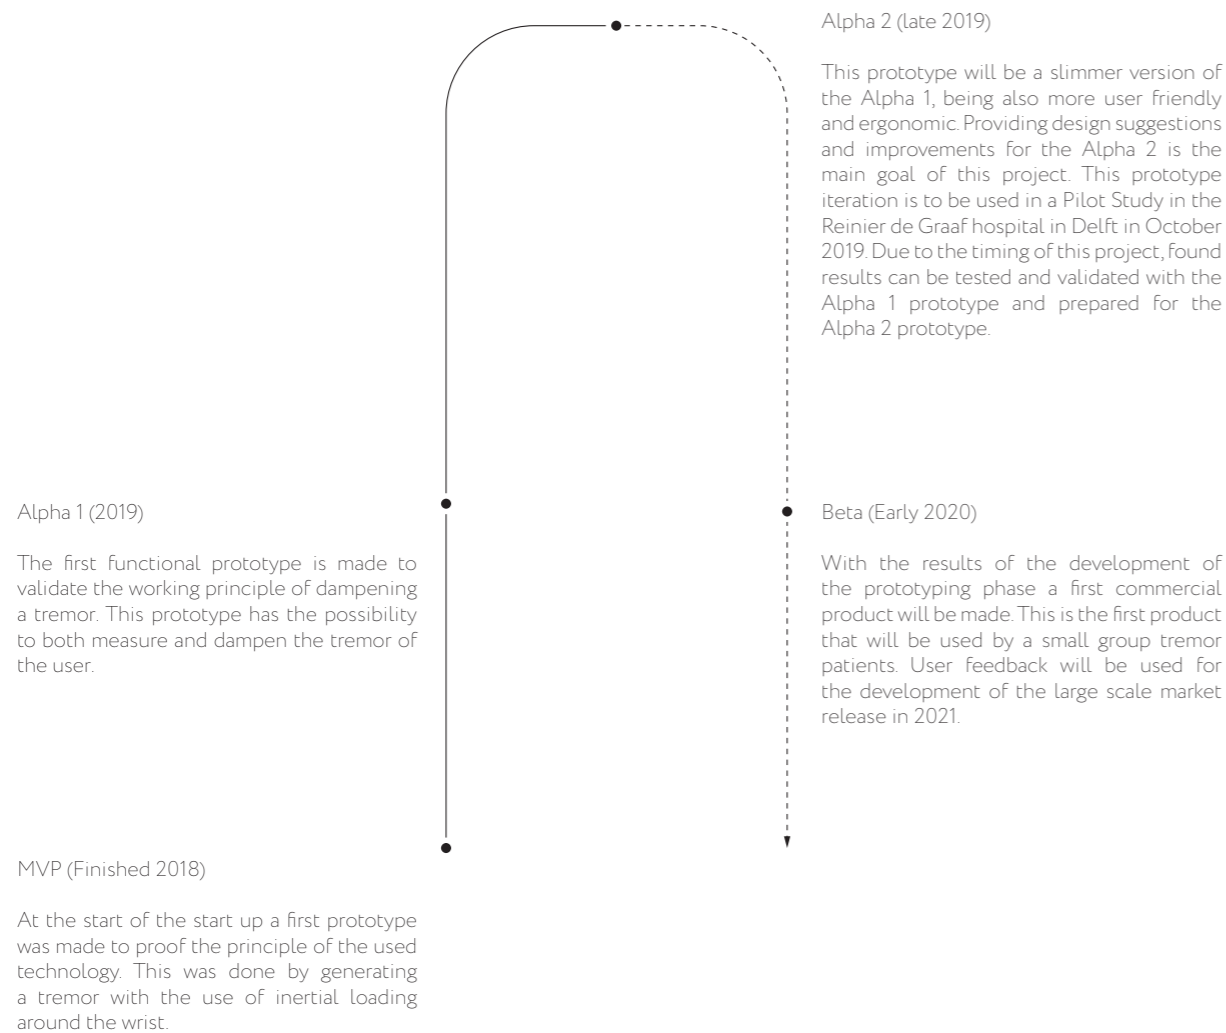 Alpha 2 (late 2019)
This prototype will be a slimmer version of
the Alpha 1, being also more user friendly
and ergonomic. Providing design suggestions
and improvements for the Alpha 2 is the
main goal of this project. This prototype
iteration is to be used in a Pilot Study in the
Reinier de Graaf hospital in Delft in October
2019. Due to the timing of this project, found
results can be tested and validated with the
Alpha 1 prototype and prepared for the
Alpha 2 prototype.
Alpha 1 (2019)
The first functional prototype is made to
validate the working principle of dampening
a tremor. This prototype has the possibility
to both measure and dampen the tremor of
the user.
Beta (Early 2020)
With the results of the development of
the prototyping phase a first commercial
product will be made. This is the first product
that will be used by a small group tremor
patients. User feedback will be used for
the development of the large scale market
release in 2021.
MVP (Finished 2018)
At the start of the start up a first prototype
was made to proof the principle of the used
technology. This was done by generating
a tremor with the use of inertial loading
around the wrist.